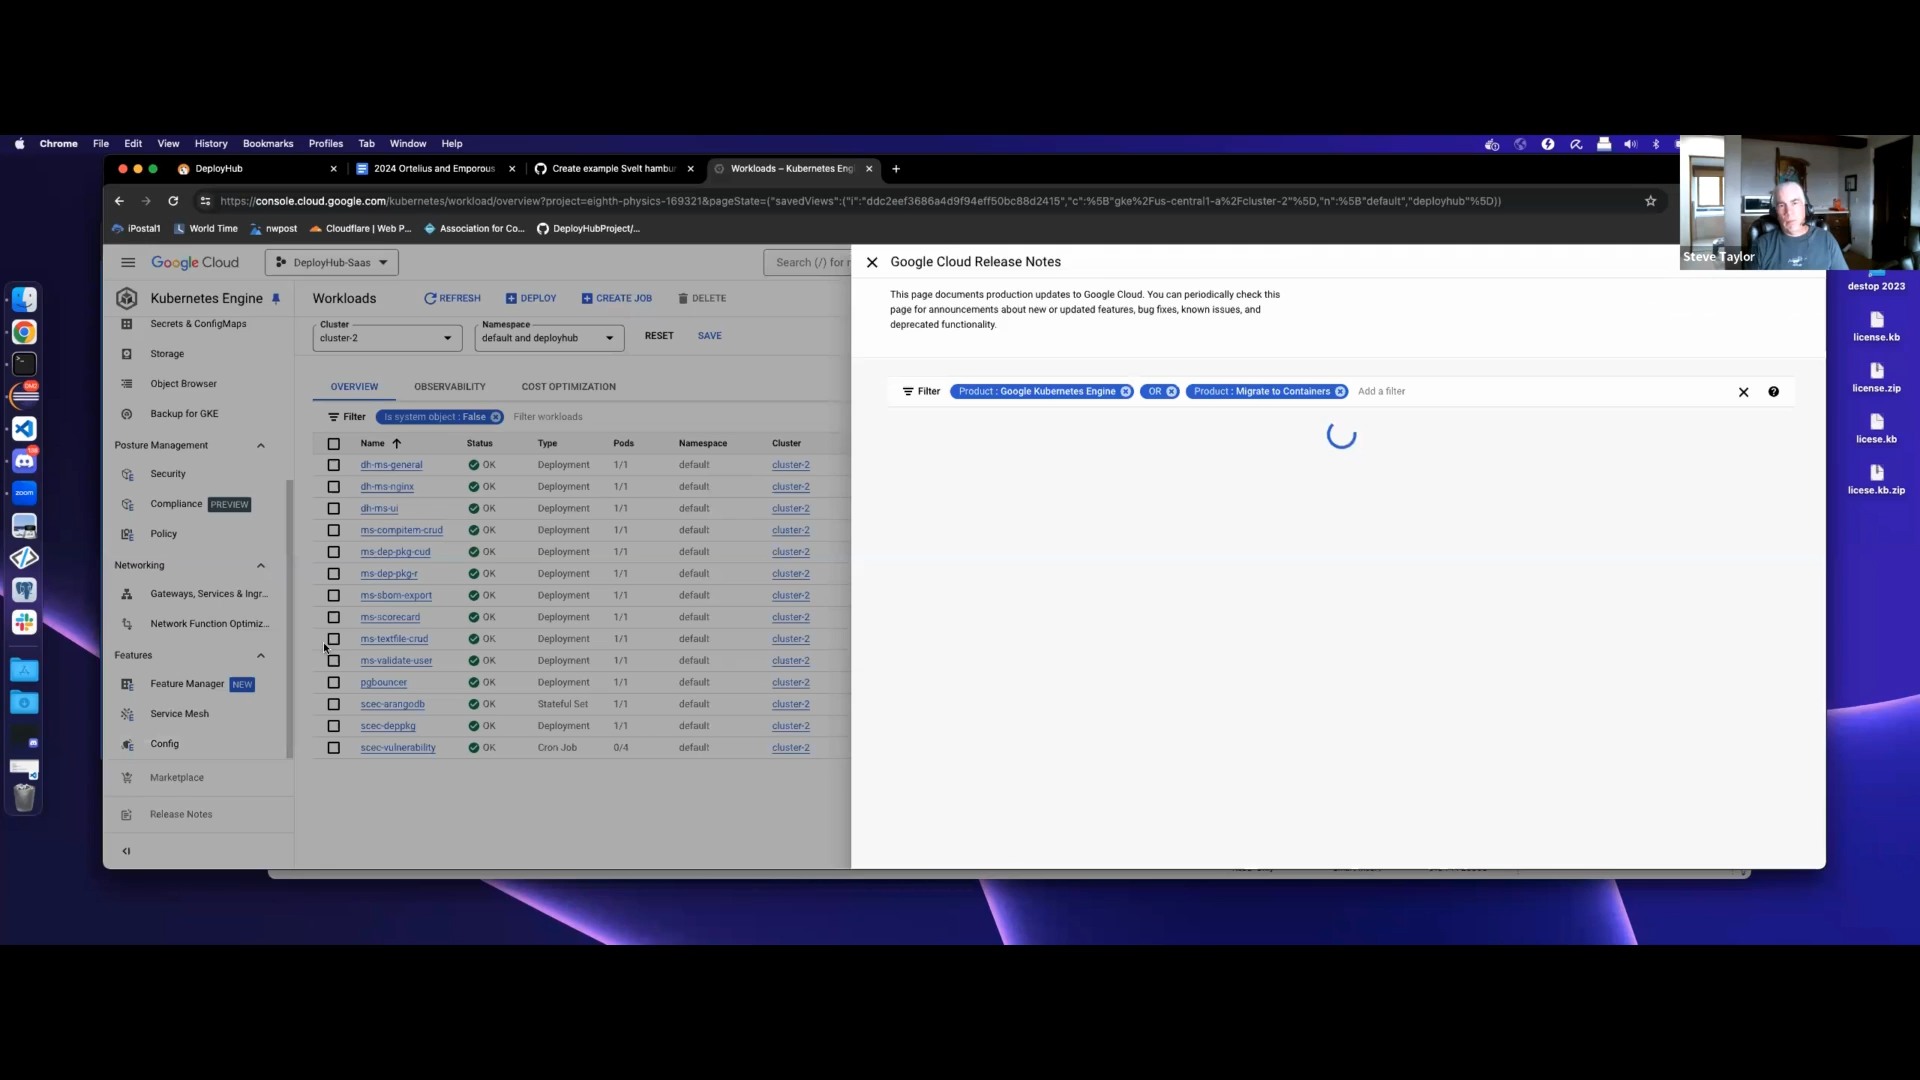 Chrome File Edit View History Bookmarks Profiles Tab Window Help
DeployHub
2024 Ortelius and Emporous
Create example Svelt hambur
Workloads – Kubernetes Eng
https://console.cloud.google.com/kubernetes/workload/overview?project=eighth-physics-169321&pageState=("savedViews":("i":"ddc2eef3686a4d9f94eff50bc88d2415","c":%5B"gke%2Fus-central1-a%2Fcluster-2"%5D,"n":%5B"default","deployhub"%5D))
iPostal1 World Time nwpost Cloudflare | Web P... Association for Co... DeployHubProject/...
Steve Taylor
Google Cloud
DeployHub-Saas
Search (/) for r
Kubernetes Engine
Secrets & ConfigMaps
Storage
Object Browser
Backup for GKE
Posture Management
Security
Compliance PREVIEW
Policy
Networking
Gateways, Services & Ingr...
Network Function Optimiz...
Features
Feature Manager NEW
Service Mesh
Config
Marketplace
Release Notes
Workloads REFRESH DEPLOY CREATE JOB DELETE
Cluster
cluster-2
Namespace
default and deployhub
RESET SAVE
OVERVIEW OBSERVABILITY COST OPTIMIZATION
Filter Is system object : False Filter workloads
Name Status Type Pods Namespace Cluster
dh-ms-general OK Deployment 1/1 default cluster-2
dh-ms-nginx OK Deployment 1/1 default cluster-2
dh-ms-ui OK Deployment 1/1 default cluster-2
ms-compitem-crud OK Deployment 1/1 default cluster-2
ms-dep-pkg-cud OK Deployment 1/1 default cluster-2
ms-dep-pkg-r OK Deployment 1/1 default cluster-2
ms-sbom-export OK Deployment 1/1 default cluster-2
ms-scorecard OK Deployment 1/1 default cluster-2
ms-textfile-crud OK Deployment 1/1 default cluster-2
ms-validate-user OK Deployment 1/1 default cluster-2
pgbouncer OK Deployment 1/1 default cluster-2
scec-arangodb OK Stateful Set 1/1 default cluster-2
scec-deppkg OK Deployment 1/1 default cluster-2
scec-vulnerability OK Cron Job 0/4 default cluster-2
Google Cloud Release Notes
This page documents production updates to Google Cloud. You can periodically check this
page for announcements about new or updated features, bug fixes, known issues, and
deprecated functionality.
Filter Product : Google Kubernetes Engine OR Product : Migrate to Containers Add a filter
destop 2023
license.kb
license.zip
licese.kb
licese.kb.zip
zoom